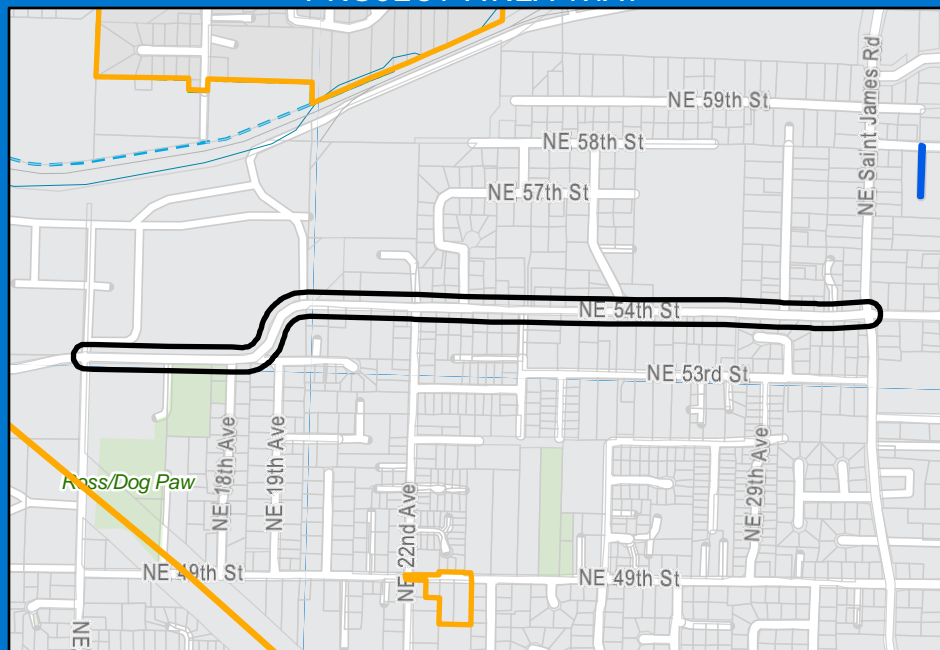 NE 59th St
NE Saint James Rd
NE 58th St
NE 57th St
NE 54th St
NE 53rd St
NE 18th Ave
NE 19th Ave
NE 29th Ave
Ross/Dog Paw
NE 22nd Ave
NE 49th St
NE 49th St
NE